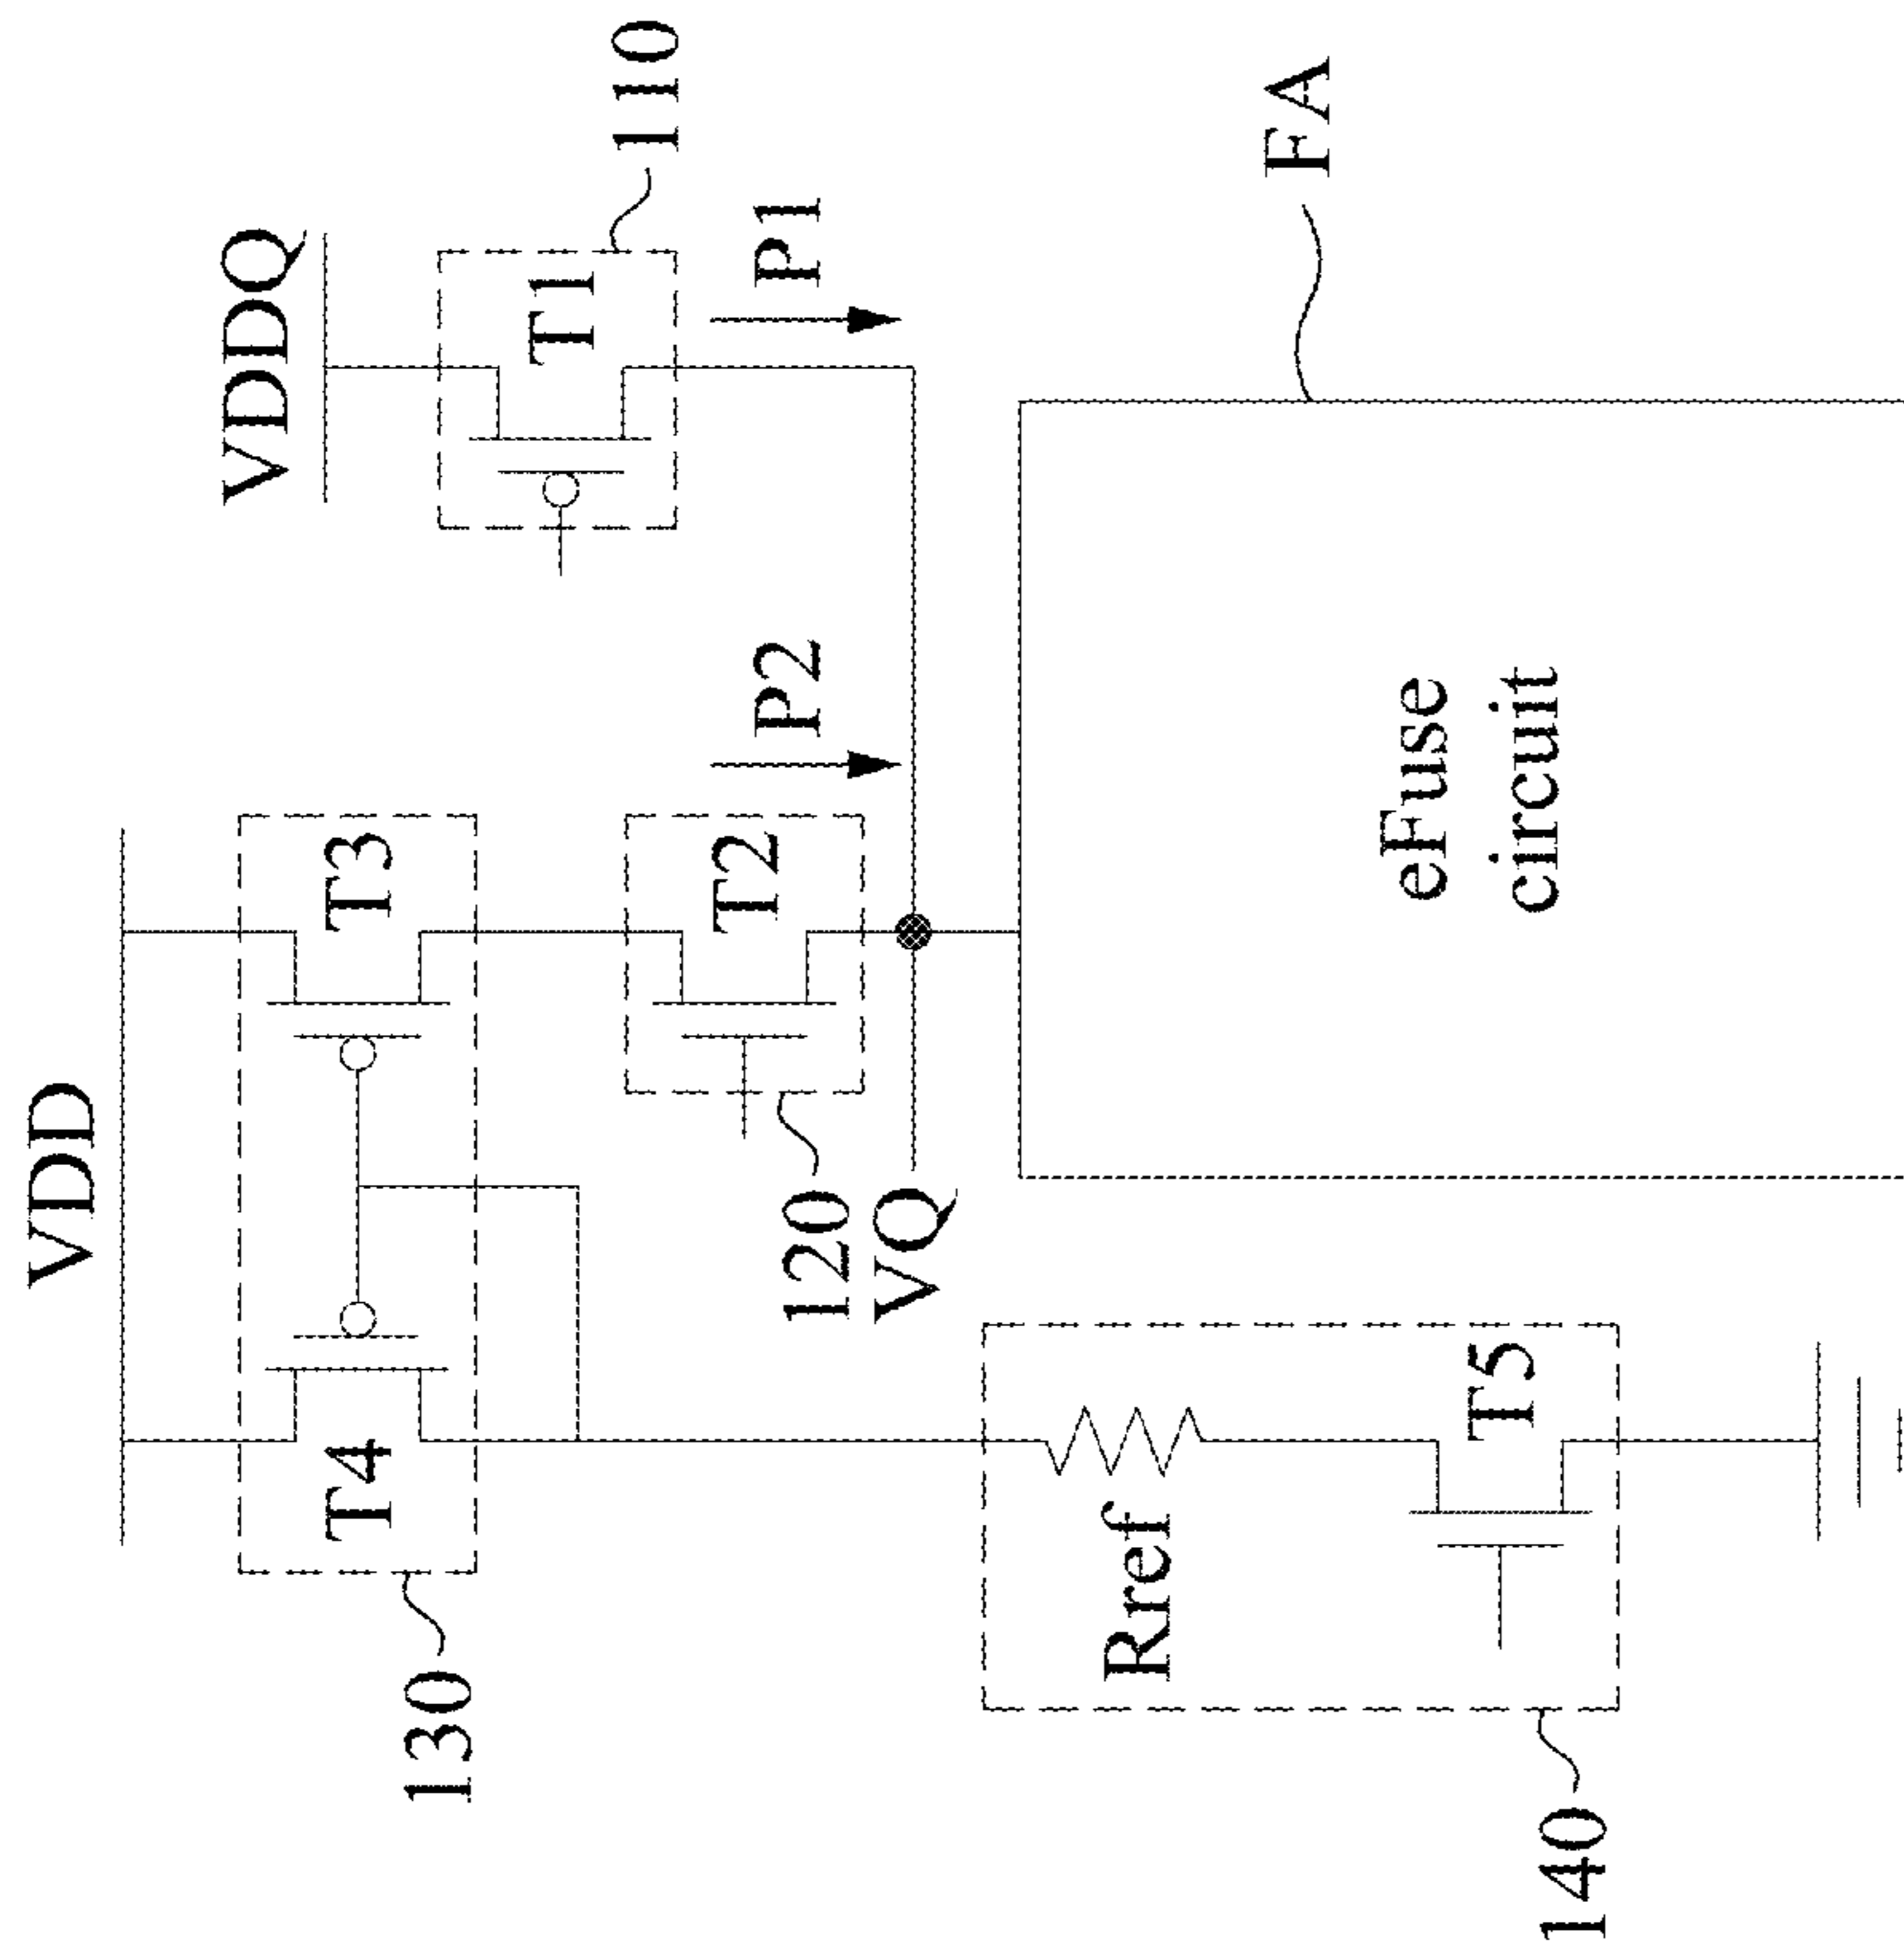 VDD
VDDQ
T4
T3
T1
110
130
T2
P2
P1
120
VQ
Rref
T5
140
eFuse
circuit
FA